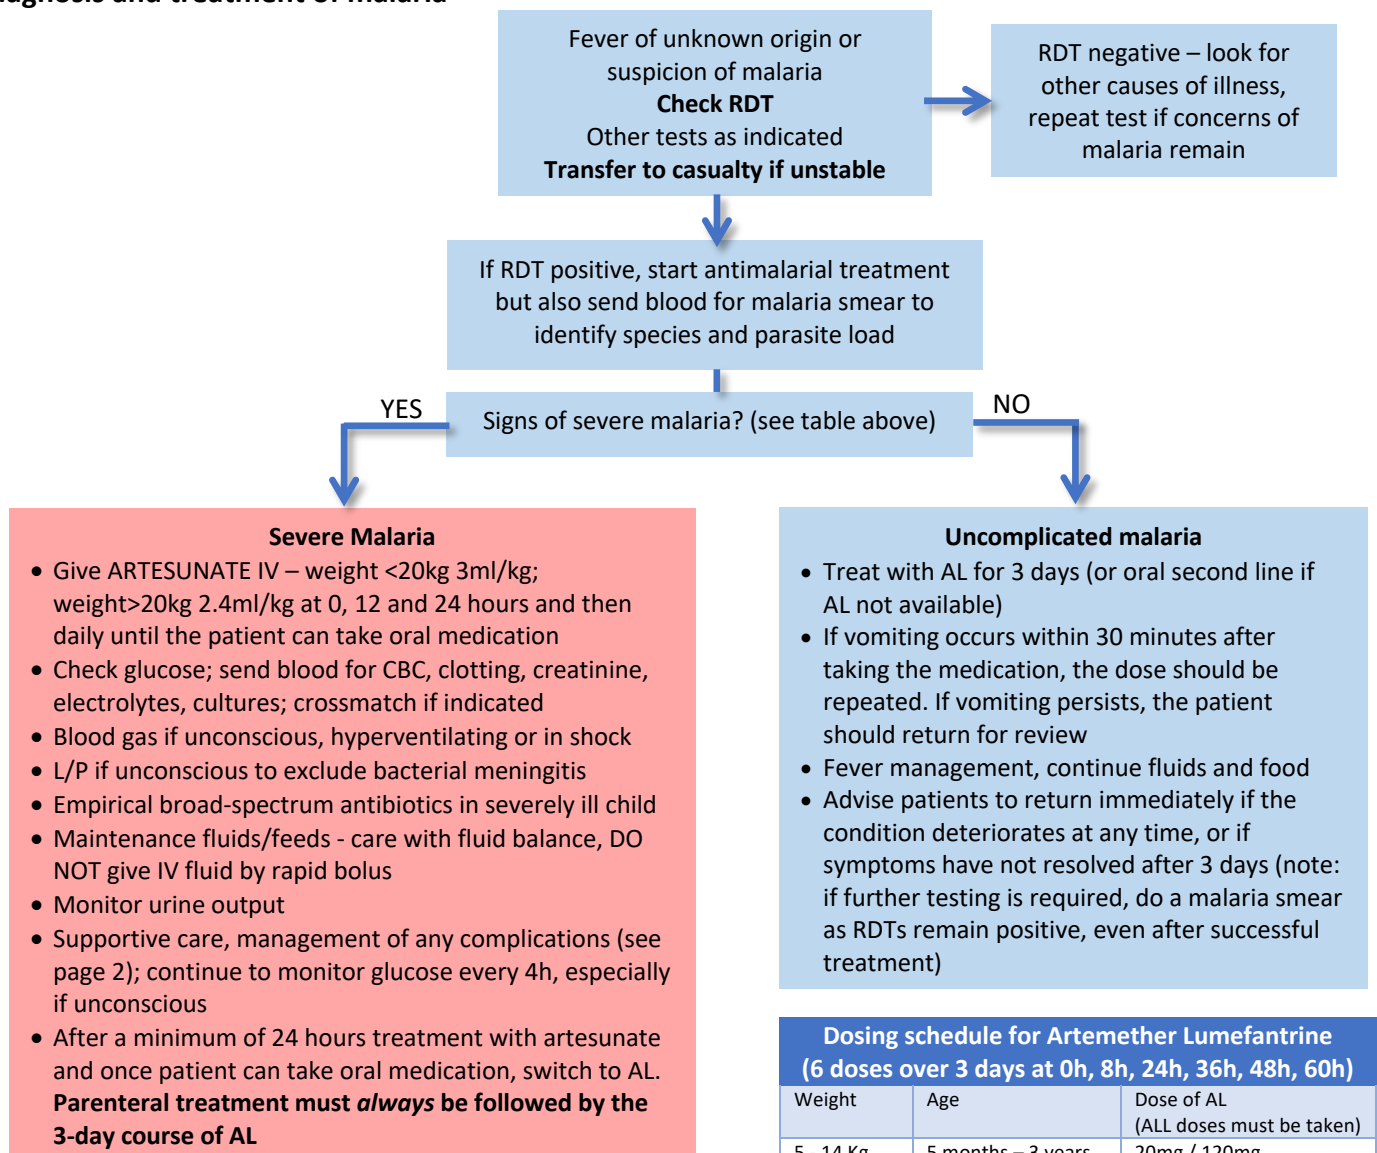 diagnosis and treatment of malaria
Fever of unknown origin or
suspicion of malaria
Check RDT
Other tests as indicated
Transfer to casualty if unstable
RDT negative – look for
other causes of illness,
repeat test if concerns of
malaria remain
If RDT positive, start antimalarial treatment
but also send blood for malaria smear to
identify species and parasite load
YES
Signs of severe malaria? (see table above)
NO
Severe Malaria
• Give ARTESUNATE IV – weight <20kg 3ml/kg;
weight>20kg 2.4ml/kg at 0, 12 and 24 hours and then
daily until the patient can take oral medication
• Check glucose; send blood for CBC, clotting, creatinine,
electrolytes, cultures; crossmatch if indicated
• Blood gas if unconscious, hyperventilating or in shock
• L/P if unconscious to exclude bacterial meningitis
• Empirical broad-spectrum antibiotics in severely ill child
• Maintenance fluids/feeds - care with fluid balance, DO
NOT give IV fluid by rapid bolus
• Monitor urine output
• Supportive care, management of any complications (see
page 2); continue to monitor glucose every 4h, especially
if unconscious
• After a minimum of 24 hours treatment with artesunate
and once patient can take oral medication, switch to AL.
Parenteral treatment must always be followed by the
3-day course of AL
Uncomplicated malaria
• Treat with AL for 3 days (or oral second line if
AL not available)
• If vomiting occurs within 30 minutes after
taking the medication, the dose should be
repeated. If vomiting persists, the patient
should return for review
• Fever management, continue fluids and food
• Advise patients to return immediately if the
condition deteriorates at any time, or if
symptoms have not resolved after 3 days (note:
if further testing is required, do a malaria smear
as RDTs remain positive, even after successful
treatment)
Dosing schedule for Artemether Lumefantrine
(6 doses over 3 days at 0h, 8h, 24h, 36h, 48h, 60h)
Weight Age Dose of AL
(ALL doses must be taken)
5 - 14 Kg 5 months – 3 years 20mg / 120mg